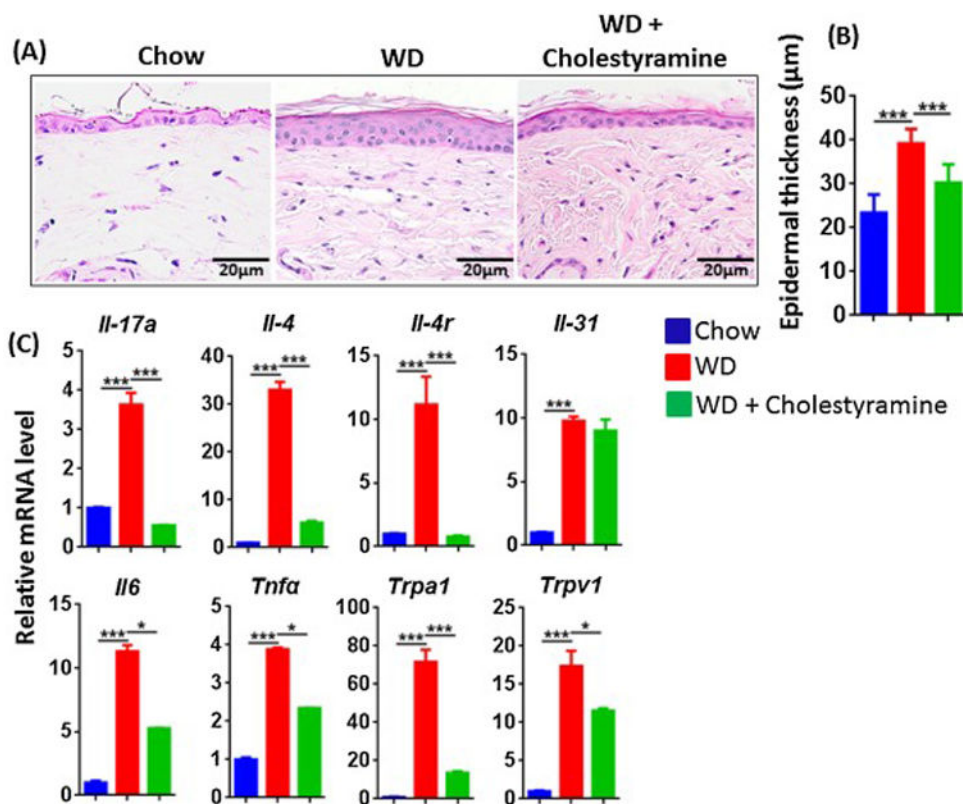 (A)
Chow
WD
WD +
Cholestyramine
20μm
20μm
20μm
(B)
Epidermal thickness (μm)
50
40
30
20
10
0
***
***
(C)
Relative mRNA level
Il-17a
5
4
3
2
1
0
***
***
Il-4
40
30
20
10
0
***
***
Il-4r
15
10
5
0
***
***
Il-31
15
10
5
0
***
Chow
WD
WD + Cholestyramine
Il6
15
10
5
0
***
*
Tnfα
5
4
3
2
1
0
***
*
Trpa1
100
80
60
40
20
0
***
***
Trpv1
25
20
15
10
5
0
***
*